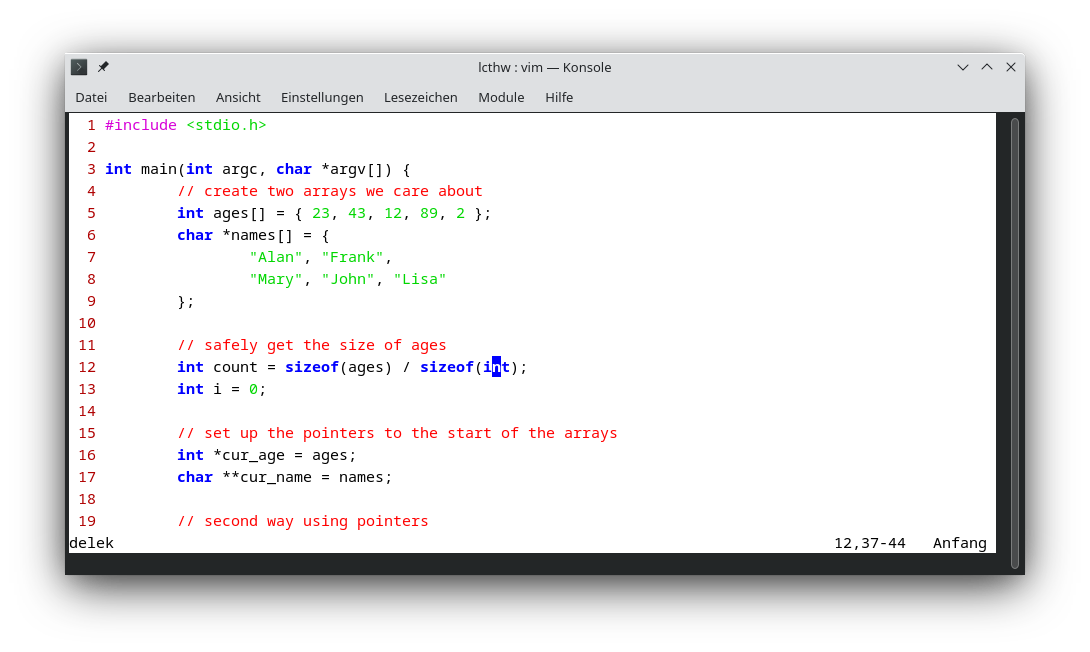 lcthw : vim — Konsole
Datei Bearbeiten Ansicht Einstellungen Lesezeichen Module Hilfe
1 #include <stdio.h>
2
3 int main(int argc, char *argv[]) {
4         // create two arrays we care about
5         int ages[] = { 23, 43, 12, 89, 2 };
6         char *names[] = {
7                 "Alan", "Frank",
8                 "Mary", "John", "Lisa"
9         };
10
11         // safely get the size of ages
12         int count = sizeof(ages) / sizeof(int);
13         int i = 0;
14
15         // set up the pointers to the start of the arrays
16         int *cur_age = ages;
17         char **cur_name = names;
18
19         // second way using pointers
delek 12,37-44 Anfang